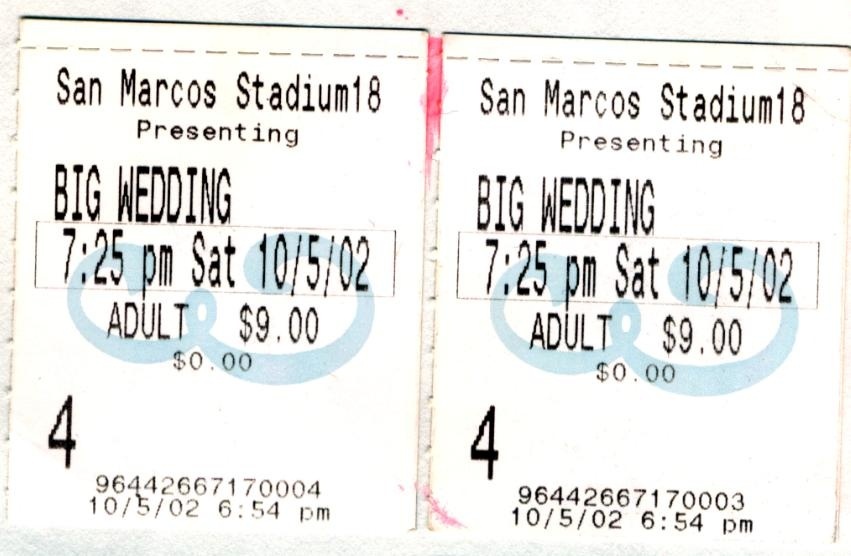 San Marcos Stadium18
Presenting
BIG WEDDING
7:25 pm Sat 10/5/02
ADULT $9.00
$0.00
4
96442667170004
10/5/02 6:54 pm
San Marcos Stadium18
Presenting
BIG WEDDING
7:25 pm Sat 10/5/02
ADULT $9.00
$0.00
4
96442667170003
10/5/02 6:54 pm